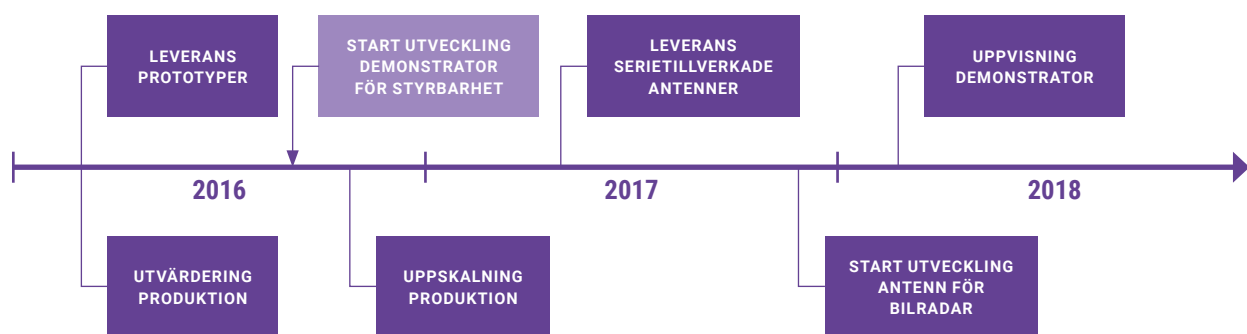 LEVERANS
PROTOTYPER
START UTVECKLING
DEMONSTRATOR
FÖR STYRBARHET
LEVERANS
SERIETILLVERKADE
ANTENNER
UPPVISNING
DEMONSTRATOR
2016
2017
2018
UTVÄRDERING
PRODUKTION
UPPSKALNING
PRODUKTION
START UTVECKLING
ANTENN FÖR
BILRADAR